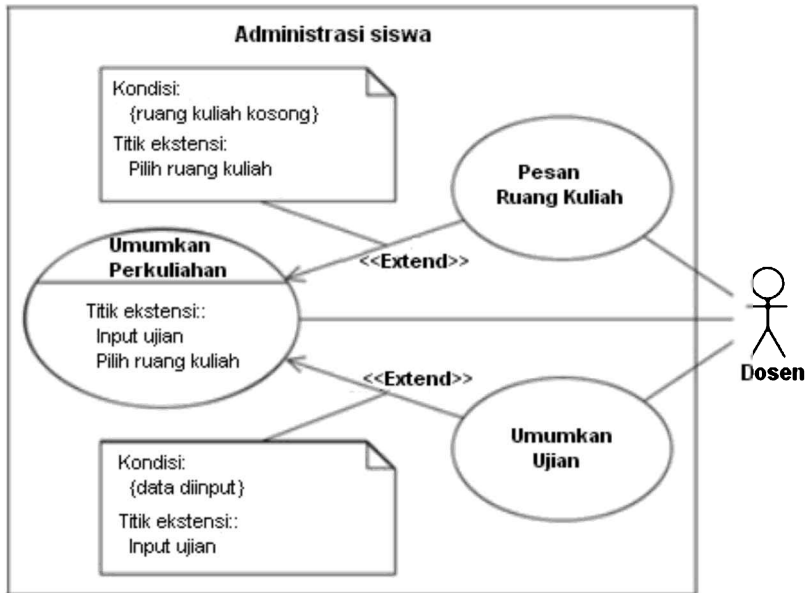 Administrasi siswa
Kondisi:
{ruang kuliah kosong}
Titik ekstensi:
Pilih ruang kuliah
Pesan
Ruang Kuliah
<<Extend>>
Umumkan
Perkuliahan
Titik ekstensi::
Input ujian
Pilih ruang kuliah
Dosen
<<Extend>>
Umumkan
Ujian
Kondisi:
{data diinput}
Titik ekstensi::
Input ujian